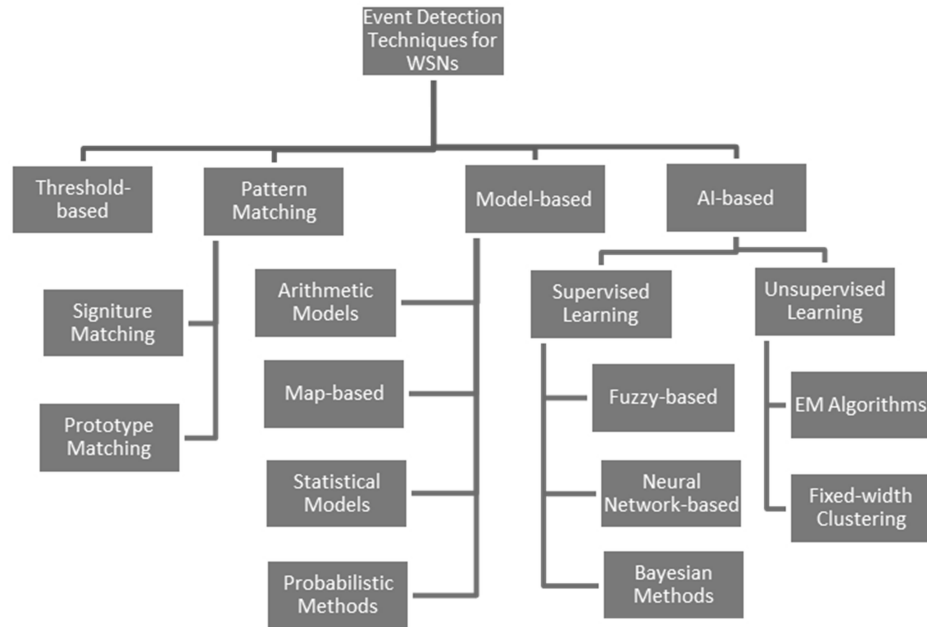 Event Detection
Techniques for
WSNs
Threshold-
based
Pattern
Matching
Model-based
AI-based
Signiture
Matching
Prototype
Matching
Arithmetic
Models
Map-based
Statistical
Models
Probabilistic
Methods
Supervised
Learning
Unsupervised
Learning
Fuzzy-based
Neural
Network-based
Bayesian
Methods
EM Algorithms
Fixed-width
Clustering